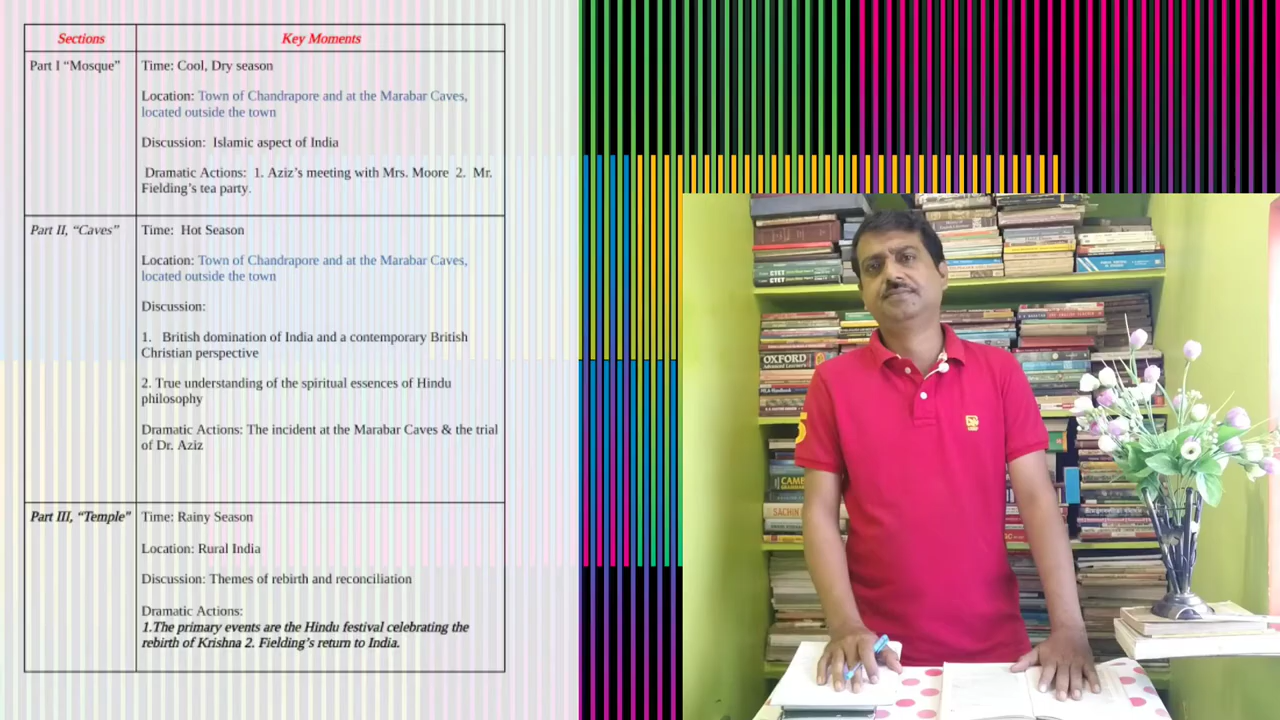 Sections
Key Moments
Part I “Mosque”
Time: Cool, Dry season
Location: Town of Chandrapore and at the Marabar Caves,
located outside the town
Discussion:  Islamic aspect of India
Dramatic Actions:  1. Aziz’s meeting with Mrs. Moore  2.  Mr.
Fielding’s tea party.
Part II, “Caves”
Time:  Hot Season
Location: Town of Chandrapore and at the Marabar Caves,
located outside the town
Discussion:
1.   British domination of India and a contemporary British
Christian perspective
2. True understanding of the spiritual essences of Hindu
philosophy
Dramatic Actions: The incident at the Marabar Caves & the trial
of Dr. Aziz
Part III, “Temple”
Time: Rainy Season
Location: Rural India
Discussion: Themes of rebirth and reconciliation
Dramatic Actions:
1.The primary events are the Hindu festival celebrating the
rebirth of Krishna 2. Fielding’s return to India.
CTET
CTET
OXFORD
Advanced Learner's
SACHIN